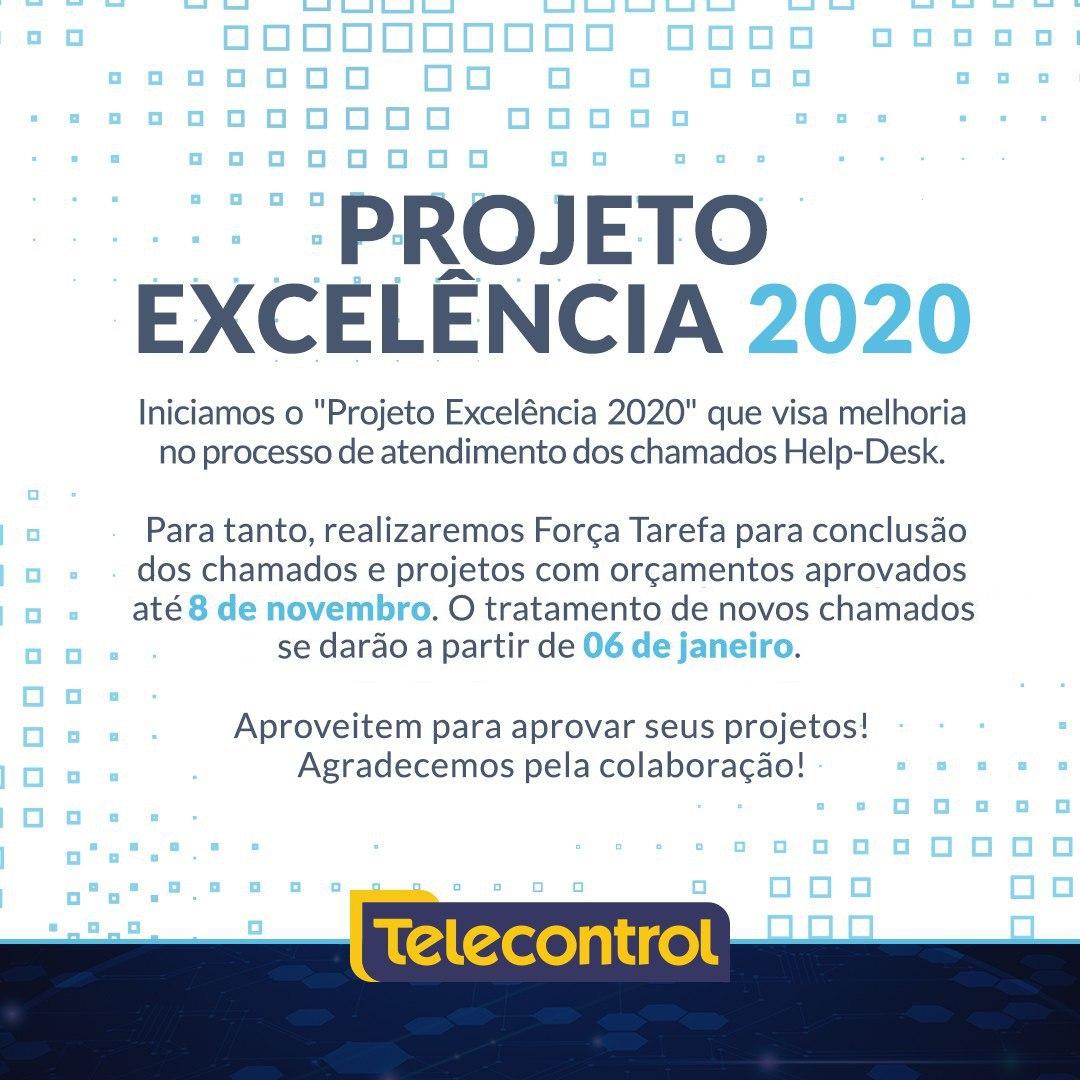 PROJETO
EXCELÊNCIA 2020
Iniciamos o "Projeto Excelência 2020" que visa melhoria
no processo de atendimento dos chamados Help-Desk.
Para tanto, realizaremos Força Tarefa para conclusão
dos chamados e projetos com orçamentos aprovados
até 8 de novembro. O tratamento de novos chamados
se darão a partir de 06 de janeiro.
Aproveitem para aprovar seus projetos!
Agradecemos pela colaboração!
Telecontrol